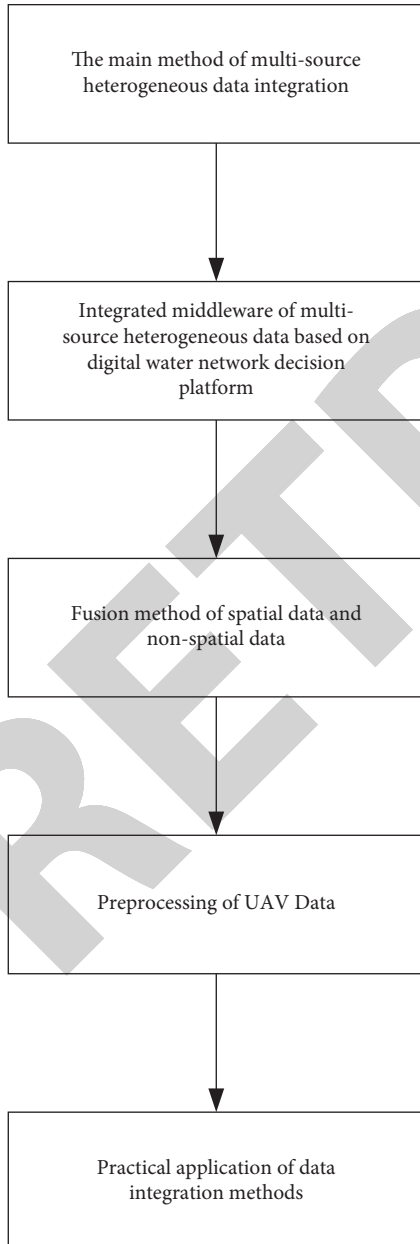 The main method of multi-source
heterogeneous data integration
Integrated middleware of multi-
source heterogeneous data based on
digital water network decision
platform
Fusion method of spatial data and
non-spatial data
Preprocessing of UAV Data
Practical application of data
integration methods
RETR